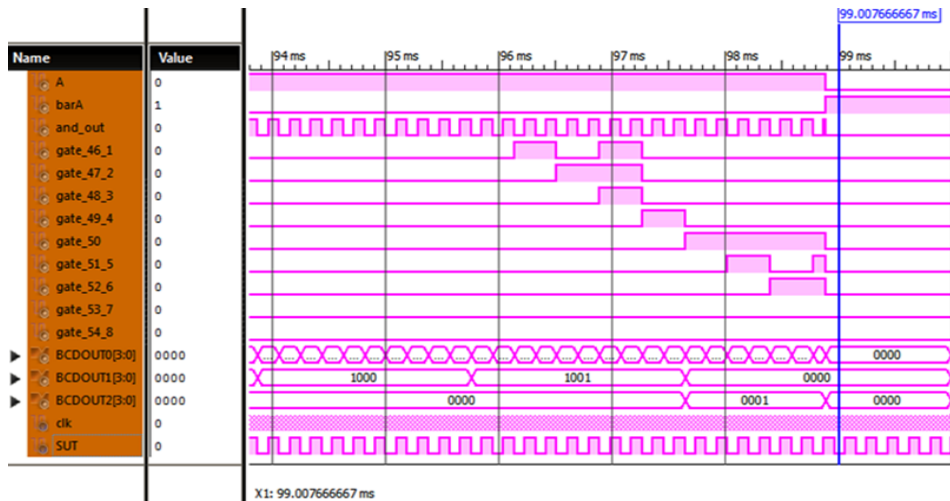 99.007666667 ms
Name Value 94 ms 95 ms 96 ms 97 ms 98 ms 99 ms
A 0
barA 1
and_out 0
gate_46_1 0
gate_47_2 0
gate_48_3 0
gate_49_4 0
gate_50 0
gate_51_5 0
gate_52_6 0
gate_53_7 0
gate_54_8 0
BCDOUT0[3:0] 0000 ... ... ... ... ... ... ... ... ... ... ... ... ... 0000
BCDOUT1[3:0] 0000 1000 1001 0000
BCDOUT2[3:0] 0000 0000 0001 0000
clk 0
SUT 0
X1: 99.007666667 ms